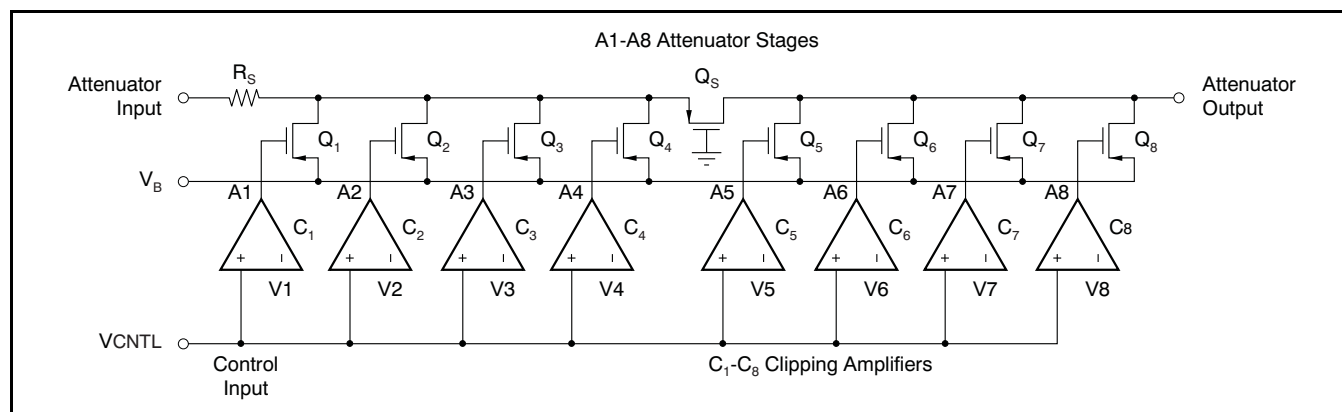 A1-A8 Attenuator Stages
Attenuator
Input
RS
QS
Attenuator
Output
Q1 Q2 Q3 Q4 Q5 Q6 Q7 Q8
VB
A1 A2 A3 A4 A5 A6 A7 A8
C1 C2 C3 C4 C5 C6 C7 C8
+ – + – + – + – + – + – + – + –
V1 V2 V3 V4 V5 V6 V7 V8
VCNTL
Control
Input
C1-C8 Clipping Amplifiers